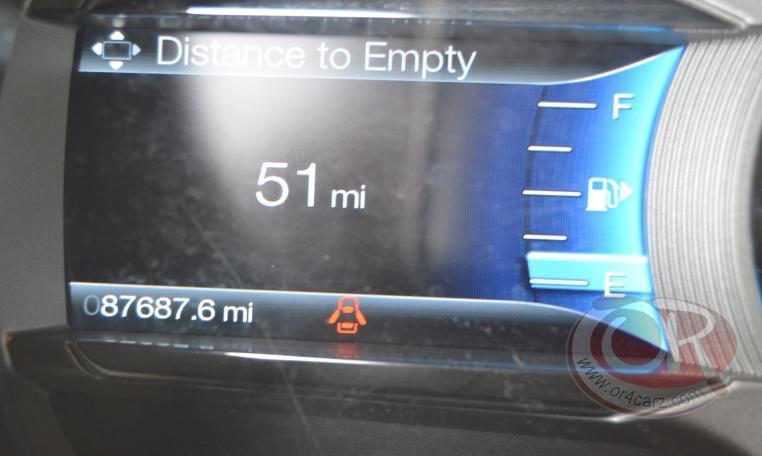 Distance to Empty
F
51 mi
E
087687.6 mi
OR
www.or4carz.com